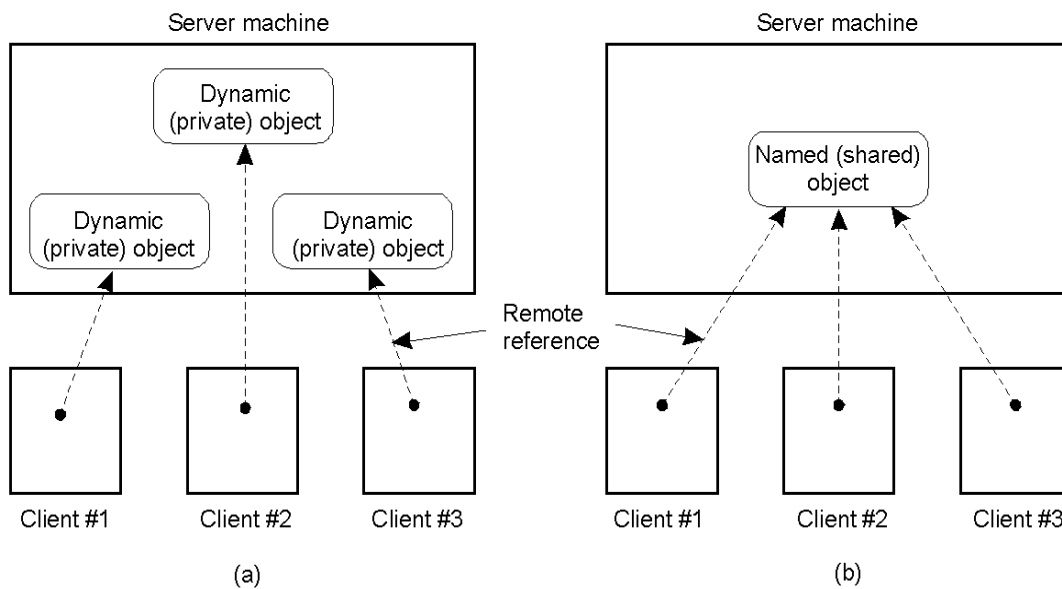 Server machine
Dynamic
(private) object
Dynamic
(private) object
Dynamic
(private) object
Client #1
Client #2
Client #3
(a)
Remote
reference
Server machine
Named (shared)
object
Client #1
Client #2
Client #3
(b)